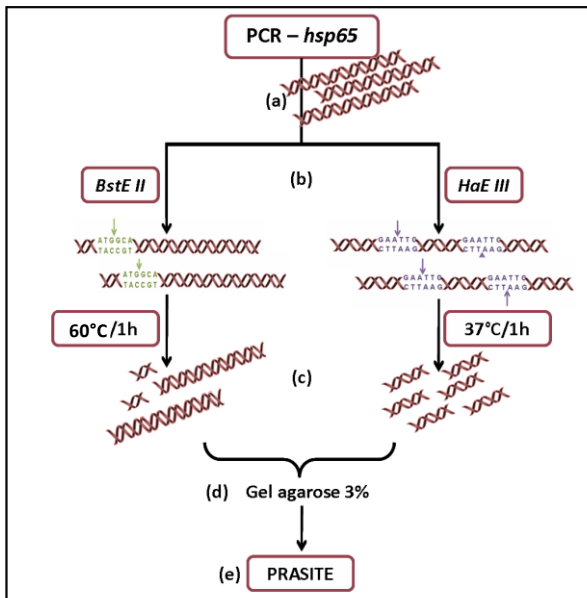 PCR – hsp65
(a)
(b)
BstE II
HaE III
ATGGCA
TACCGT
ATGGCA
TACCGT
GAATTG
CTTAAG
GAATTG
CTTAAG
GAATTG
CTTAAG
GAATTG
CTTAAG
60°C/1h
37°C/1h
(c)
(d) Gel agarose 3%
(e) PRASITE